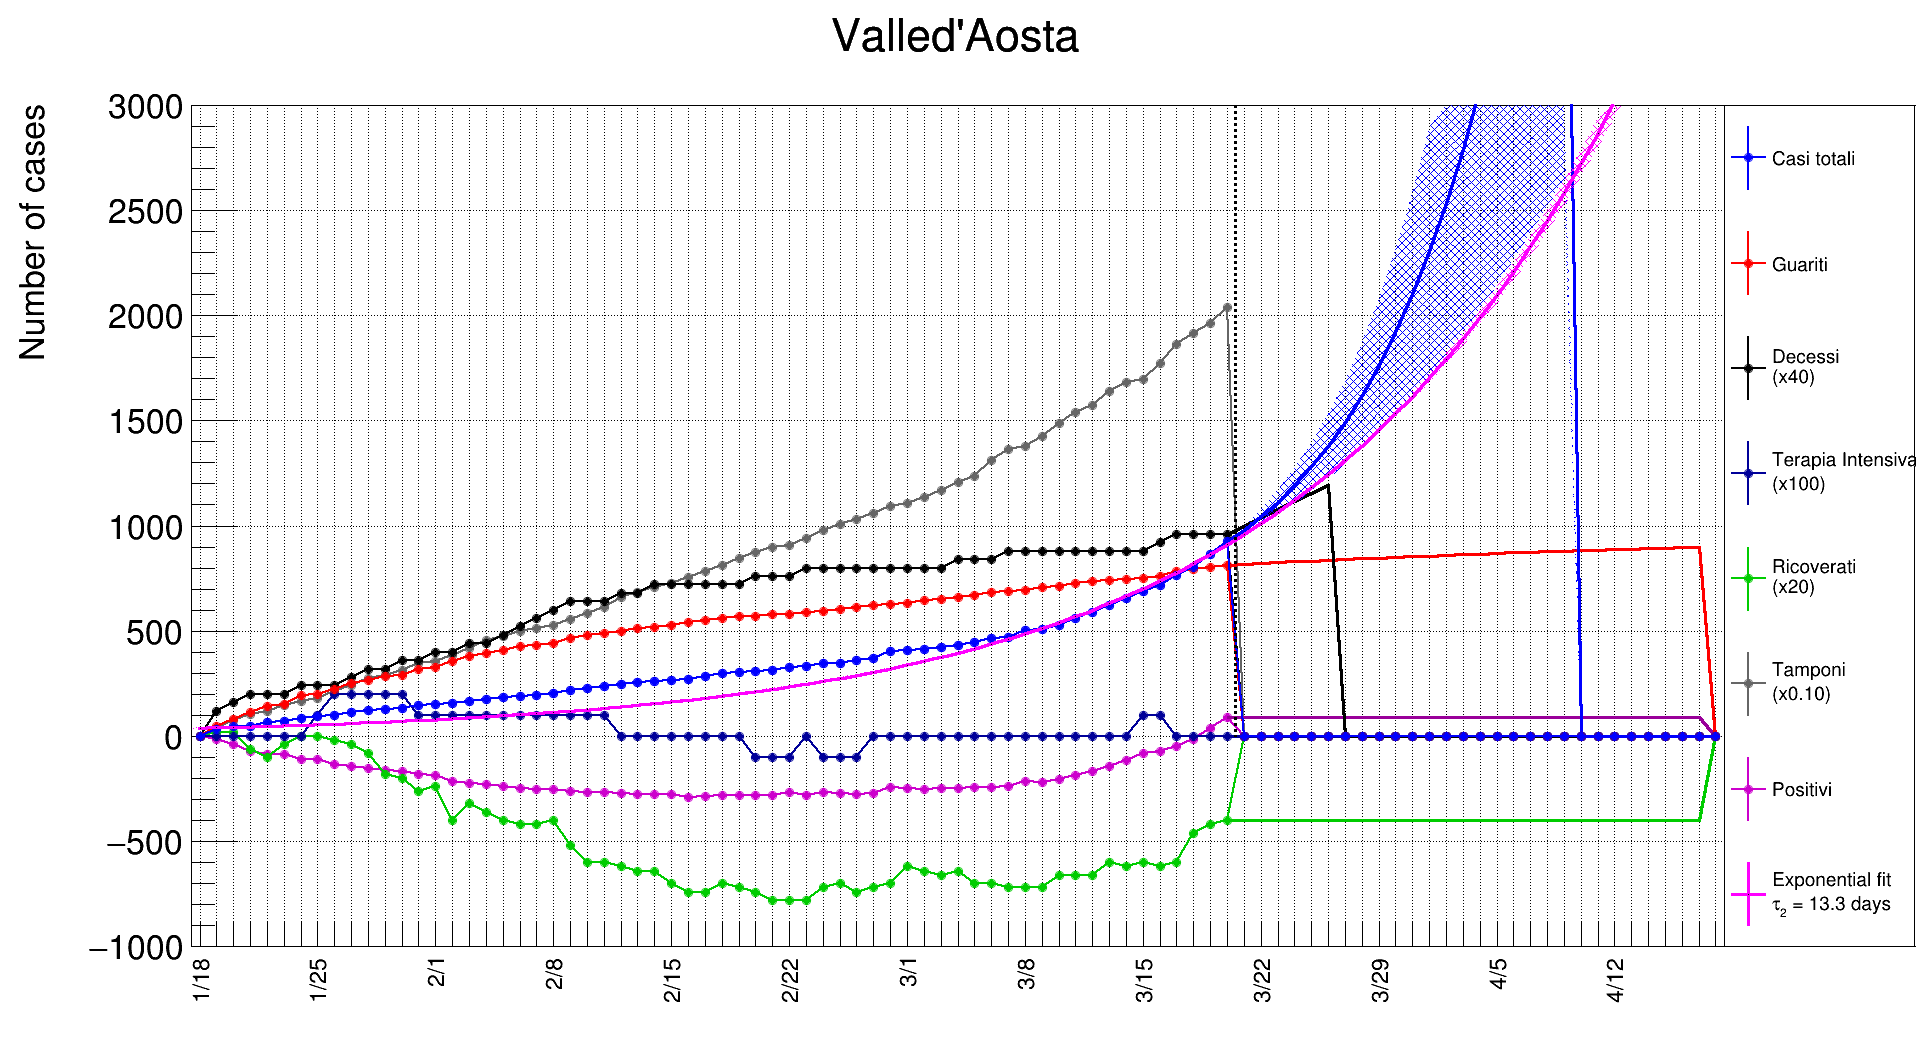 Valled'Aosta
Number of cases
3000
2500
2000
1500
1000
500
0
−500
−1000
1/18
1/25
2/1
2/8
2/15
2/22
3/1
3/8
3/15
3/22
3/29
4/5
4/12
Casi totali
Guariti
Decessi
(x40)
Terapia Intensiva
(x100)
Ricoverati
(x20)
Tamponi
(x0.10)
Positivi
Exponential fit
τ2 = 13.3 days